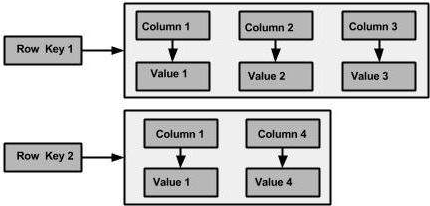 Column 1
Column 2
Column 3
Row Key 1
Value 1
Value 2
Value 3
Column 1
Column 4
Row Key 2
Value 1
Value 4